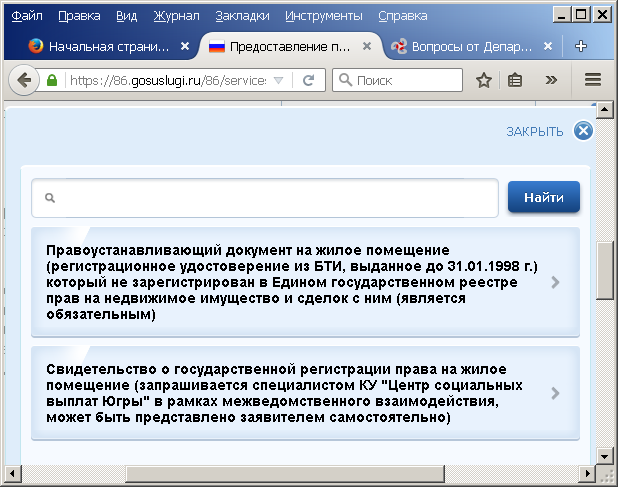 Файл Правка Вид Журнал Закладки Инструменты Справка
Начальная страни...
Предоставление п...
Вопросы от Депар...
https://86.gosuslugi.ru/86/service
Поиск
ЗАКРЫТЬ
Найти
Правоустанавливающий документ на жилое помещение
(регистрационное удостоверение из БТИ, выданное до 31.01.1998 г.)
который не зарегистрирован в Едином государственном реестре
прав на недвижимое имущество и сделок с ним (является
обязательным)
Свидетельство о государственной регистрации права на жилое
помещение (запрашивается специалистом КУ "Центр социальных
выплат Югры" в рамках межведомственного взаимодействия,
может быть представлено заявителем самостоятельно)